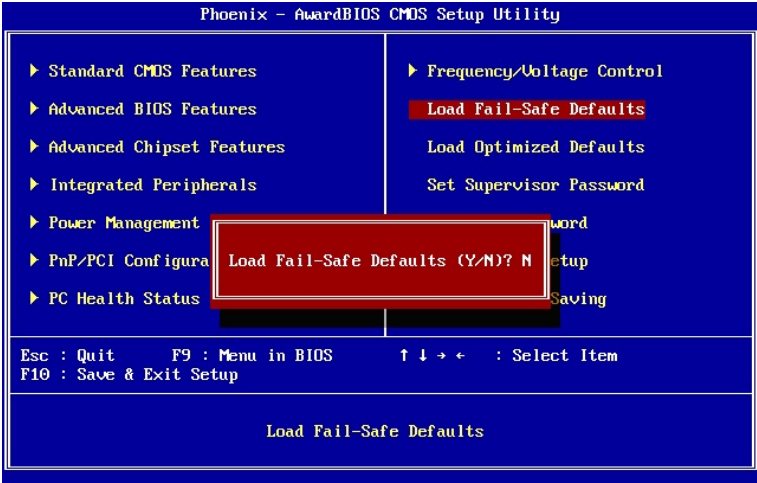 Phoenix - AwardBIOS CMOS Setup Utility
Standard CMOS Features
Advanced BIOS Features
Advanced Chipset Features
Integrated Peripherals
Power Management
PnP/PCI Configura
PC Health Status
Frequency/Voltage Control
Load Fail-Safe Defaults
Load Optimized Defaults
Set Supervisor Password
word
etup
Saving
Load Fail-Safe Defaults (Y/N)? N
Esc : Quit F9 : Menu in BIOS ↑ ↓ → ← : Select Item
F10 : Save & Exit Setup
Load Fail-Safe Defaults